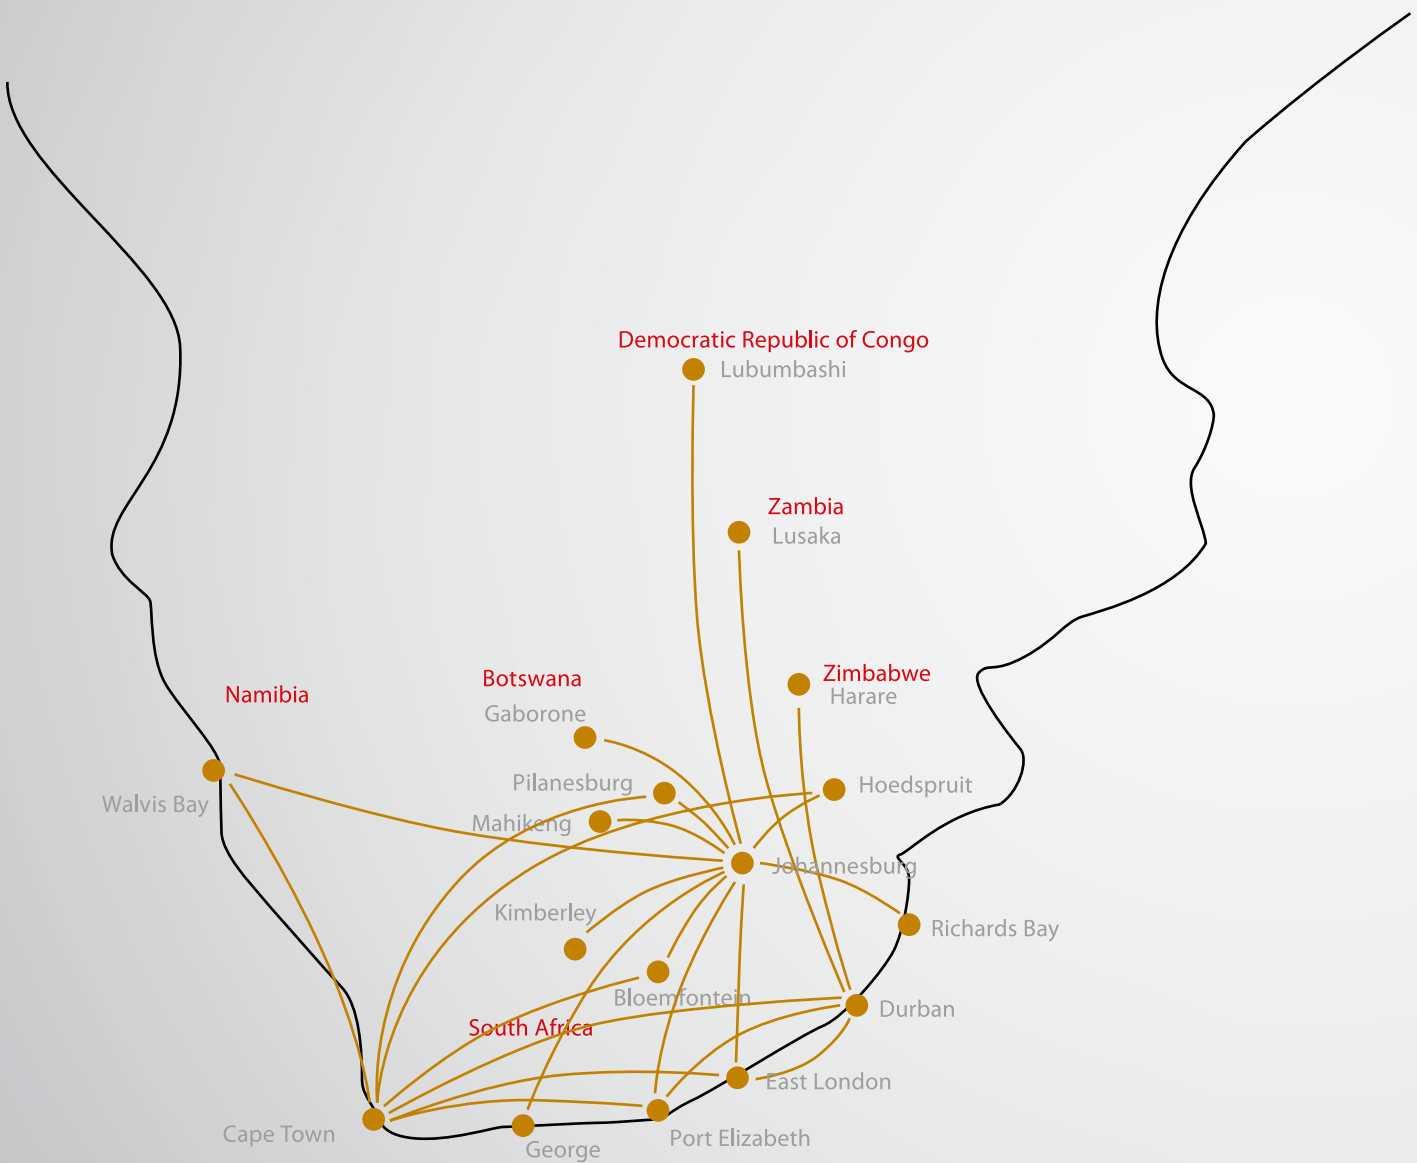 Democratic Republic of Congo
Lubumbashi
Zambia
Lusaka
Zimbabwe
Harare
Botswana
Gaborone
Namibia
Walvis Bay
Pilanesburg
Hoedspruit
Mahikeng
Johannesburg
Kimberley
Richards Bay
Bloemfontein
Durban
South Africa
East London
Cape Town
Port Elizabeth
George